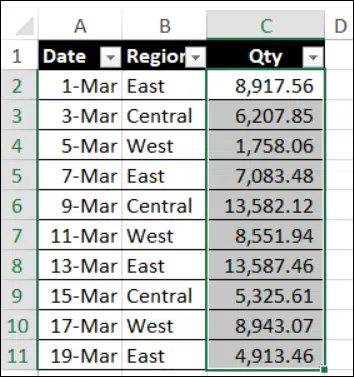 A B C D
1 Date Region Qty
2 1-Mar East 8,917.56
3 3-Mar Central 6,207.85
4 5-Mar West 1,758.06
5 7-Mar East 7,083.48
6 9-Mar Central 13,582.12
7 11-Mar West 8,551.94
8 13-Mar East 13,587.46
9 15-Mar Central 5,325.61
10 17-Mar West 8,943.07
11 19-Mar East 4,913.46